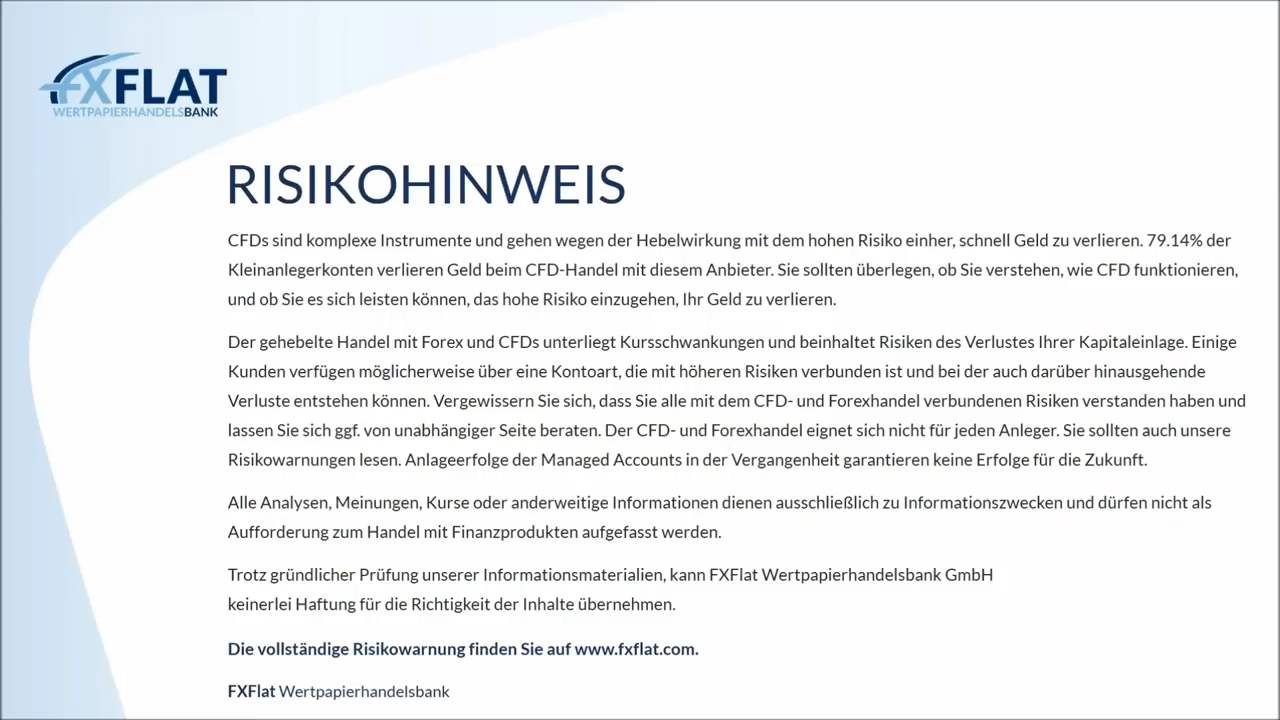 FXFLAT
WERTPAPIERHANDELSBANK
RISIKOHINWEIS
CFDs sind komplexe Instrumente und gehen wegen der Hebelwirkung mit dem hohen Risiko einher, schnell Geld zu verlieren. 79.14% der
Kleinanlegerkonten verlieren Geld beim CFD-Handel mit diesem Anbieter. Sie sollten überlegen, ob Sie verstehen, wie CFD funktionieren,
und ob Sie es sich leisten können, das hohe Risiko einzugehen, Ihr Geld zu verlieren.
Der gehebelte Handel mit Forex und CFDs unterliegt Kursschwankungen und beinhaltet Risiken des Verlustes Ihrer Kapitaleinlage. Einige
Kunden verfügen möglicherweise über eine Kontoart, die mit höheren Risiken verbunden ist und bei der auch darüber hinausgehende
Verluste entstehen können. Vergewissern Sie sich, dass Sie alle mit dem CFD- und Forexhandel verbundenen Risiken verstanden haben und
lassen Sie sich ggf. von unabhängiger Seite beraten. Der CFD- und Forexhandel eignet sich nicht für jeden Anleger. Sie sollten auch unsere
Risikowarnungen lesen. Anlageerfolge der Managed Accounts in der Vergangenheit garantieren keine Erfolge für die Zukunft.
Alle Analysen, Meinungen, Kurse oder anderweitige Informationen dienen ausschließlich zu Informationszwecken und dürfen nicht als
Aufforderung zum Handel mit Finanzprodukten aufgefasst werden.
Trotz gründlicher Prüfung unserer Informationsmaterialien, kann FXFlat Wertpapierhandelsbank GmbH
keinerlei Haftung für die Richtigkeit der Inhalte übernehmen.
Die vollständige Risikowarnung finden Sie auf www.fxflat.com.
FXFlat Wertpapierhandelsbank